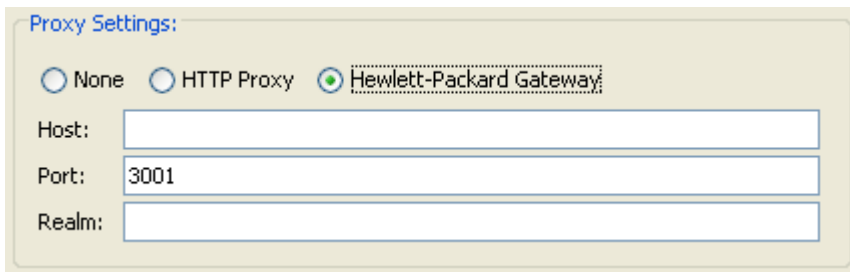 Proxy Settings:
None HTTP Proxy Hewlett-Packard Gateway
Host:
Port: 3001
Realm: